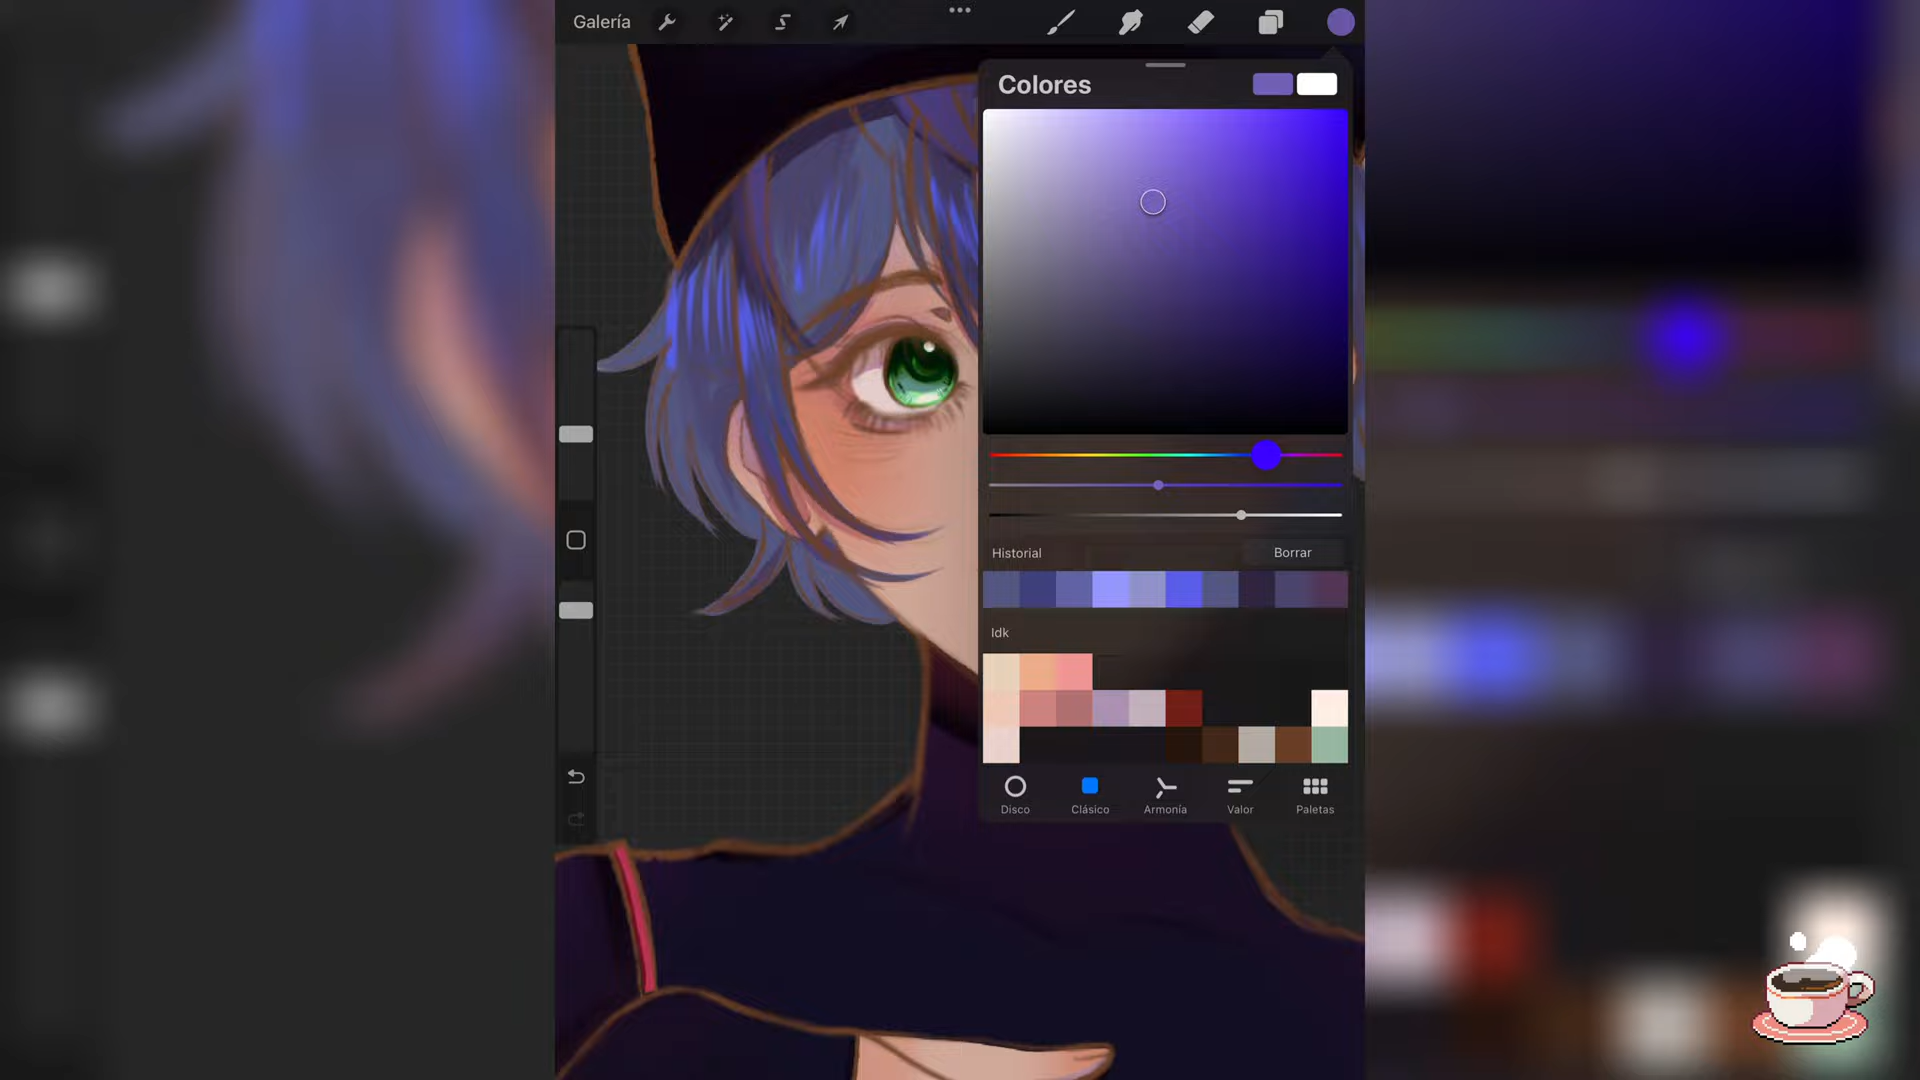 Galería
Colores
Historial
Borrar
Idk
Disco
Clásico
Armonía
Valor
Paletas